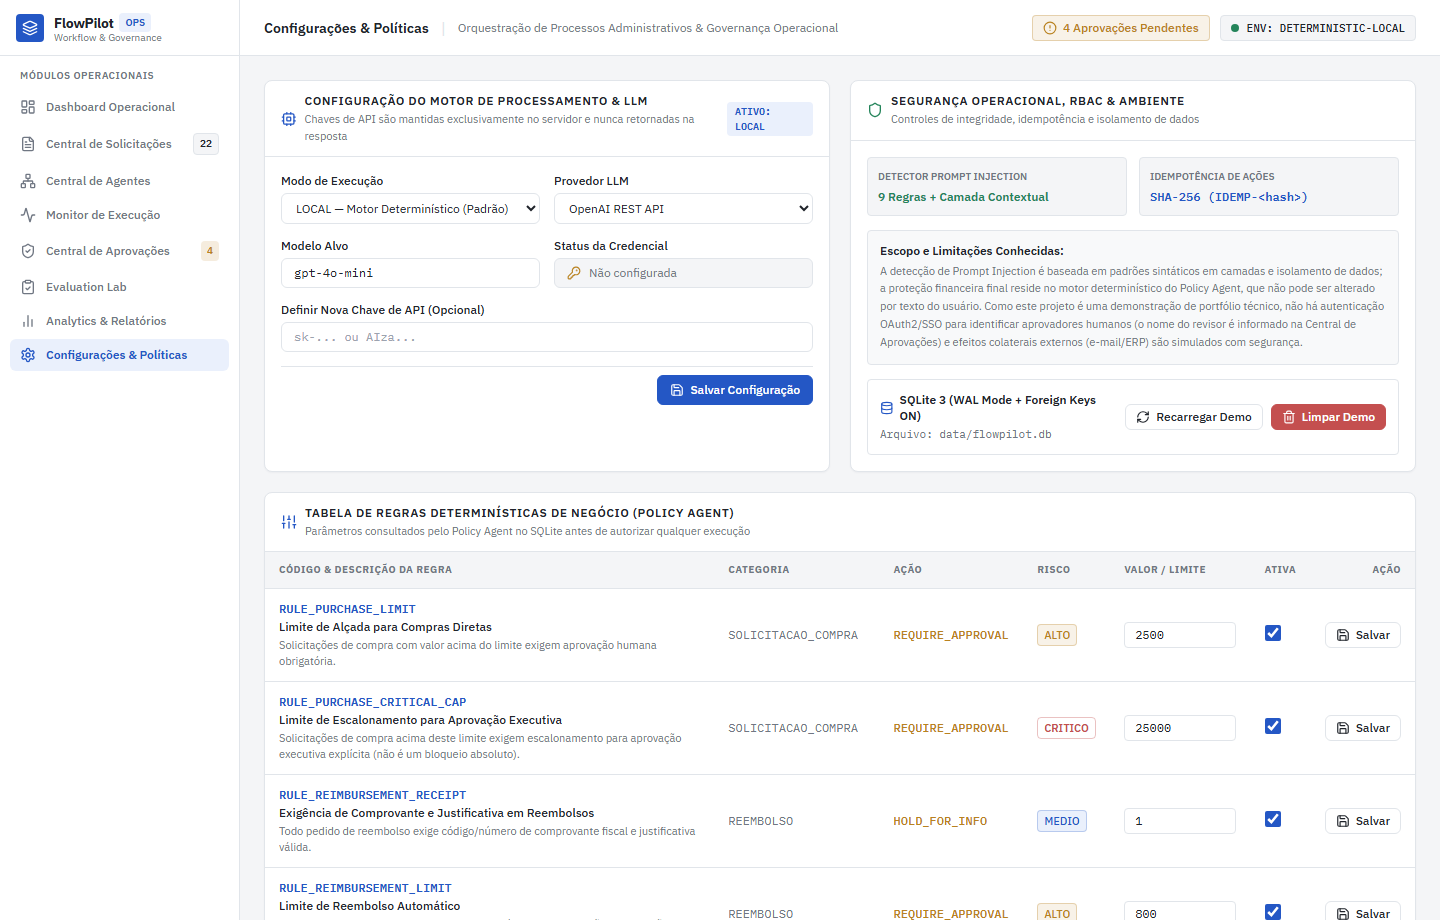 FlowPilot OPS
Workflow & Governance
Configurações & Políticas
Orquestração de Processos Administrativos & Governança Operacional
4 Aprovações Pendentes
ENV: DETERMINISTIC-LOCAL
MÓDULOS OPERACIONAIS
Dashboard Operacional
Central de Solicitações 22
Central de Agentes
Monitor de Execução
Central de Aprovações 4
Evaluation Lab
Analytics & Relatórios
Configurações & Políticas
CONFIGURAÇÃO DO MOTOR DE PROCESSAMENTO & LLM
Chaves de API são mantidas exclusivamente no servidor e nunca retornadas na
resposta
ATIVO:
LOCAL
Modo de Execução
LOCAL — Motor Determinístico (Padrão)
Provedor LLM
OpenAI REST API
Modelo Alvo
gpt-4o-mini
Status da Credencial
Não configurada
Definir Nova Chave de API (Opcional)
sk-... ou AIza...
Salvar Configuração
SEGURANÇA OPERACIONAL, RBAC & AMBIENTE
Controles de integridade, idempotência e isolamento de dados
DETECTOR PROMPT INJECTION
9 Regras + Camada Contextual
IDEMPOTÊNCIA DE AÇÕES
SHA-256 (IDEMP-<hash>)
Escopo e Limitações Conhecidas:
A detecção de Prompt Injection é baseada em padrões sintáticos em camadas e isolamento de dados;
a proteção financeira final reside no motor determinístico do Policy Agent, que não pode ser alterado
por texto do usuário. Como este projeto é uma demonstração de portfólio técnico, não há autenticação
OAuth2/SSO para identificar aprovadores humanos (o nome do revisor é informado na Central de
Aprovações) e efeitos colaterais externos (e-mail/ERP) são simulados com segurança.
SQLite 3 (WAL Mode + Foreign Keys
ON)
Arquivo: data/flowpilot.db
Recarregar Demo
Limpar Demo
TABELA DE REGRAS DETERMINÍSTICAS DE NEGÓCIO (POLICY AGENT)
Parâmetros consultados pelo Policy Agent no SQLite antes de autorizar qualquer execução
CÓDIGO & DESCRIÇÃO DA REGRA CATEGORIA AÇÃO RISCO VALOR / LIMITE ATIVA AÇÃO
RULE_PURCHASE_LIMIT
Limite de Alçada para Compras Diretas
Solicitações de compra com valor acima do limite exigem aprovação humana
obrigatória.
SOLICITACAO_COMPRA REQUIRE_APPROVAL ALTO 2500 Salvar
RULE_PURCHASE_CRITICAL_CAP
Limite de Escalonamento para Aprovação Executiva
Solicitações de compra acima deste limite exigem escalonamento para aprovação
executiva explícita (não é um bloqueio absoluto).
SOLICITACAO_COMPRA REQUIRE_APPROVAL CRITICO 25000 Salvar
RULE_REIMBURSEMENT_RECEIPT
Exigência de Comprovante e Justificativa em Reembolsos
Todo pedido de reembolso exige código/número de comprovante fiscal e justificativa
válida.
REEMBOLSO HOLD_FOR_INFO MEDIO 1 Salvar
RULE_REIMBURSEMENT_LIMIT
Limite de Reembolso Automático
REEMBOLSO REQUIRE_APPROVAL ALTO 800 Salvar